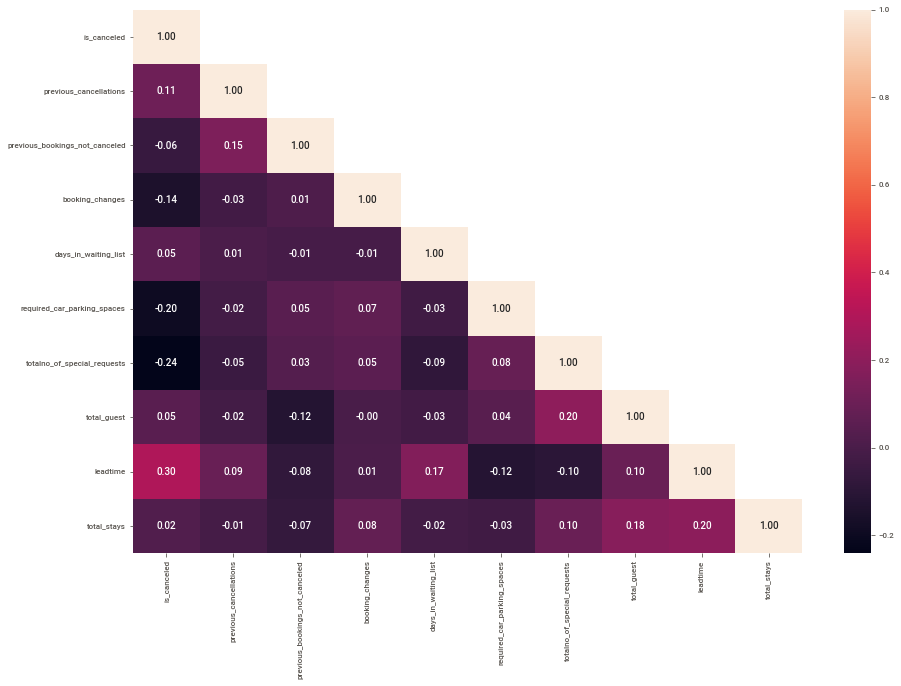 is_canceled 1.00
previous_cancellations 0.11 1.00
previous_bookings_not_canceled -0.06 0.15 1.00
booking_changes -0.14 -0.03 0.01 1.00
days_in_waiting_list 0.05 0.01 -0.01 -0.01 1.00
required_car_parking_spaces -0.20 -0.02 0.05 0.07 -0.03 1.00
totalno_of_special_requests -0.24 -0.05 0.03 0.05 -0.09 0.08 1.00
total_guest 0.05 -0.02 -0.12 -0.00 -0.03 0.04 0.20 1.00
leadtime 0.30 0.09 -0.08 0.01 0.17 -0.12 -0.10 0.10 1.00
total_stays 0.02 -0.01 -0.07 0.08 -0.02 -0.03 0.10 0.18 0.20 1.00
is_canceled
previous_cancellations
previous_bookings_not_canceled
booking_changes
days_in_waiting_list
required_car_parking_spaces
totalno_of_special_requests
total_guest
leadtime
total_stays
1.0
0.8
0.6
0.4
0.2
0.0
-0.2